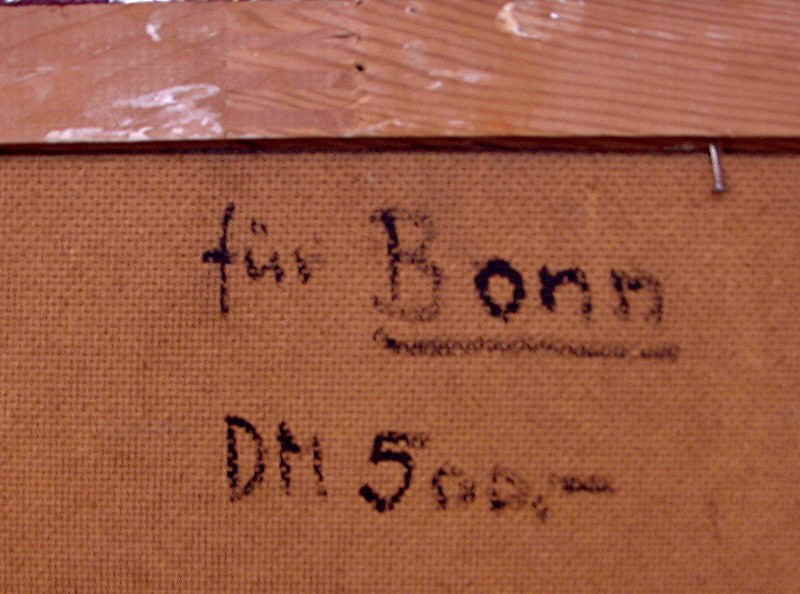 für Bonn
DM 500,-